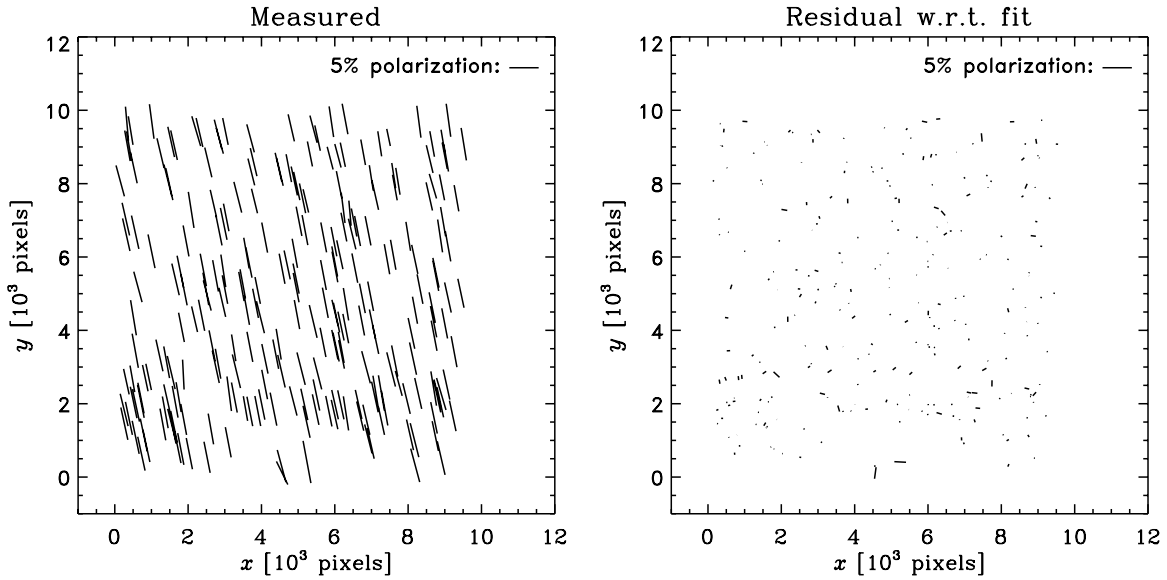 Measured
5% polarization:
12
10
8
6
4
2
0
y [10³ pixels]
0 2 4 6 8 10 12
x [10³ pixels]
Residual w.r.t. fit
5% polarization:
12
10
8
6
4
2
0
y [10³ pixels]
0 2 4 6 8 10 12
x [10³ pixels]